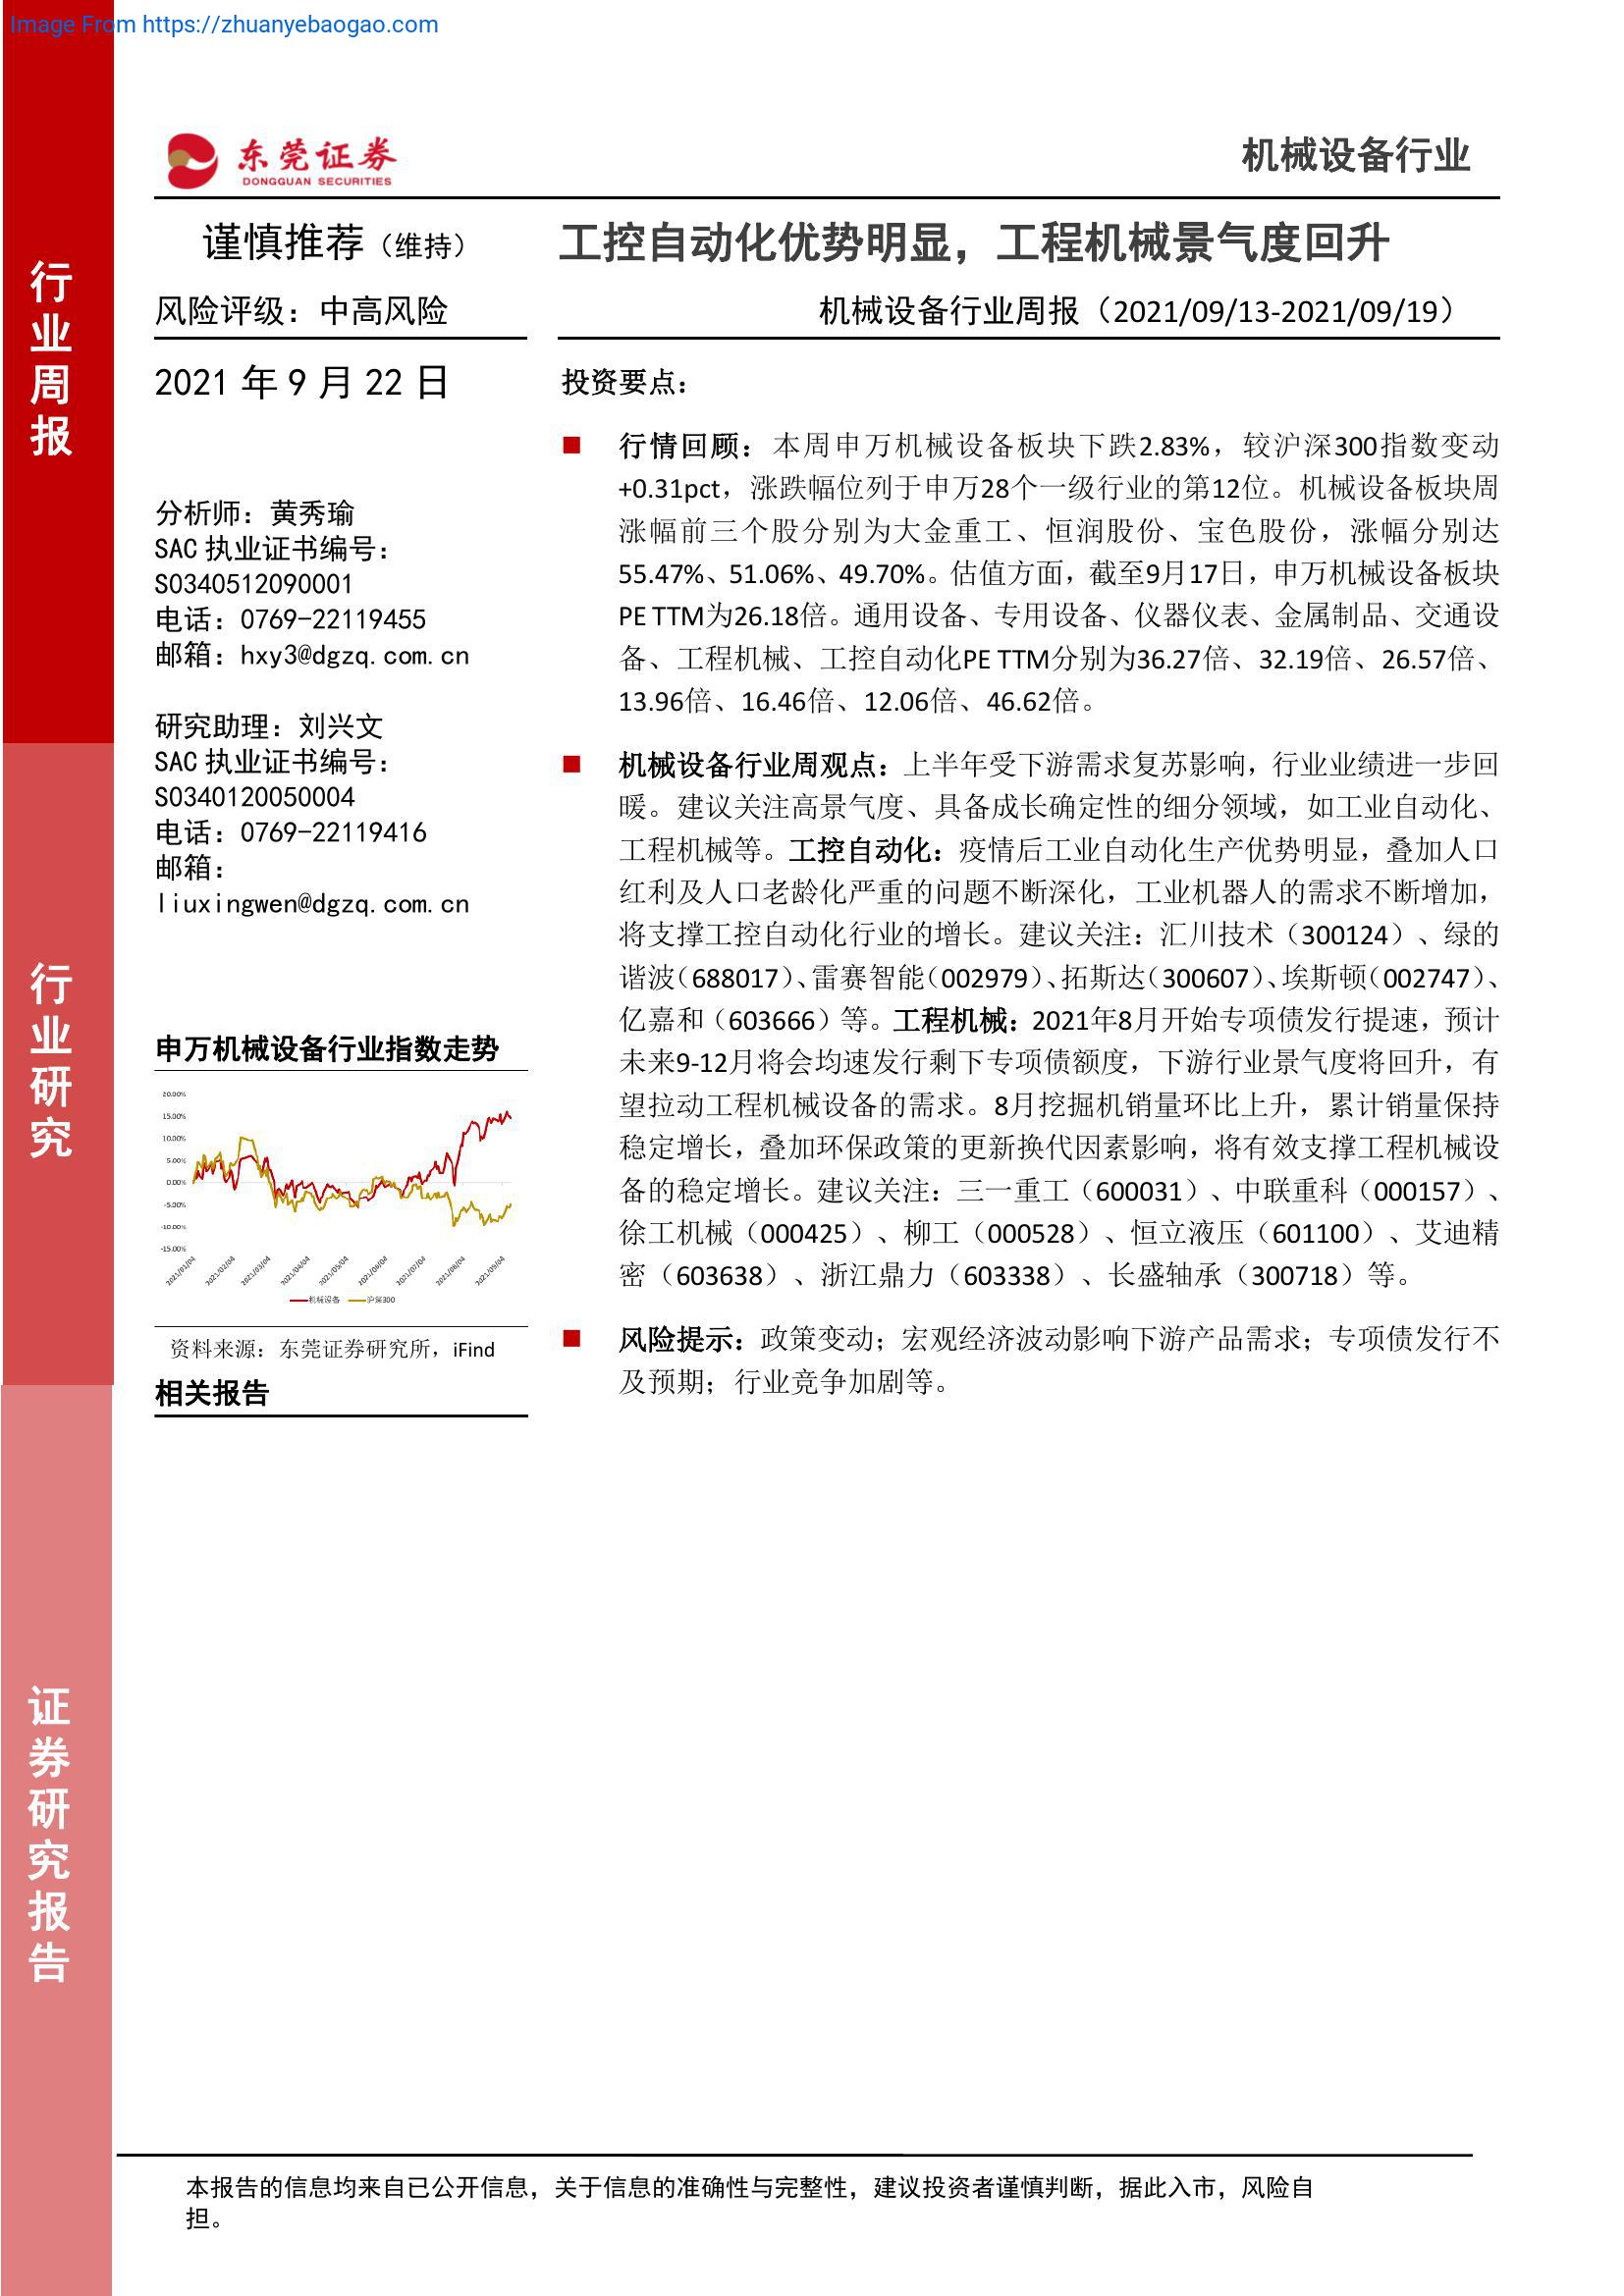 Image From https://zhuanyebaogao.com
东莞证券
DONGGUAN SECURITIES
机械设备行业
行业周报
行业研究
证券研究报告
谨慎推荐（维持）
风险评级：中高风险
2021 年 9 月 22 日
分析师：黄秀瑜
SAC 执业证书编号：
S0340512090001
电话：0769-22119455
邮箱：hxy3@dgzq.com.cn
研究助理：刘兴文
SAC 执业证书编号：
S0340120050004
电话：0769-22119416
邮箱：
liuxingwen@dgzq.com.cn
申万机械设备行业指数走势
20.00%
15.00%
10.00%
5.00%
0.00%
-5.00%
-10.00%
-15.00%
2021/01/04
2021/02/04
2021/03/04
2021/04/04
2021/05/04
2021/06/04
2021/07/04
2021/08/04
2021/09/04
机械设备
沪深300
资料来源：东莞证券研究所，iFind
相关报告
工控自动化优势明显，工程机械景气度回升
机械设备行业周报（2021/09/13-2021/09/19）
投资要点：
行情回顾：本周申万机械设备板块下跌2.83%，较沪深300指数变动
+0.31pct，涨跌幅位列于申万28个一级行业的第12位。机械设备板块周
涨幅前三个股分别为大金重工、恒润股份、宝色股份，涨幅分别达
55.47%、51.06%、49.70%。估值方面，截至9月17日，申万机械设备板块
PE TTM为26.18倍。通用设备、专用设备、仪器仪表、金属制品、交通设
备、工程机械、工控自动化PE TTM分别为36.27倍、32.19倍、26.57倍、
13.96倍、16.46倍、12.06倍、46.62倍。
机械设备行业周观点：上半年受下游需求复苏影响，行业业绩进一步回
暖。建议关注高景气度、具备成长确定性的细分领域，如工业自动化、
工程机械等。工控自动化：疫情后工业自动化生产优势明显，叠加人口
红利及人口老龄化严重的问题不断深化，工业机器人的需求不断增加，
将支撑工控自动化行业的增长。建议关注：汇川技术（300124）、绿的
谐波（688017）、雷赛智能（002979）、拓斯达（300607）、埃斯顿（002747）、
亿嘉和（603666）等。工程机械：2021年8月开始专项债发行提速，预计
未来9-12月将会均速发行剩下专项债额度，下游行业景气度将回升，有
望拉动工程机械设备的需求。8月挖掘机销量环比上升，累计销量保持
稳定增长，叠加环保政策的更新换代因素影响，将有效支撑工程机械设
备的稳定增长。建议关注：三一重工（600031）、中联重科（000157）、
徐工机械（000425）、柳工（000528）、恒立液压（601100）、艾迪精
密（603638）、浙江鼎力（603338）、长盛轴承（300718）等。
风险提示：政策变动；宏观经济波动影响下游产品需求；专项债发行不
及预期；行业竞争加剧等。
本报告的信息均来自已公开信息，关于信息的准确性与完整性，建议投资者谨慎判断，据此入市，风险自
担。